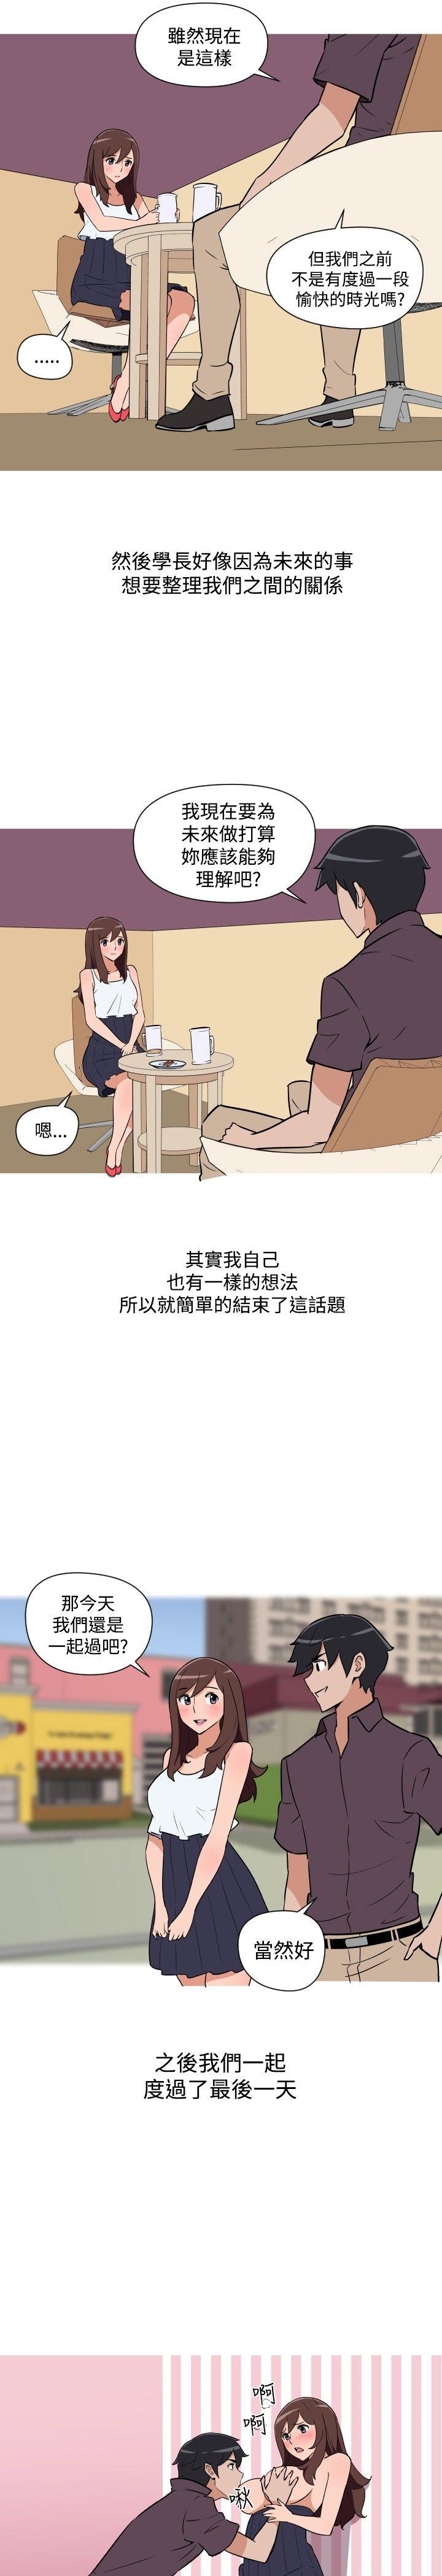 雖然現在
是這樣
但我們之前
不是有度過一段
愉快的時光嗎?
.....
然後學長好像因為未來的事
想要整理我們之間的關係
我現在要為
未來做打算
妳應該能夠
理解吧?
嗯...
其實我自己
也有一樣的想法
所以就簡單的結束了這話題
那今天
我們還是
一起過吧?
當然好
之後我們一起
度過了最後一天
啊
啊
啾